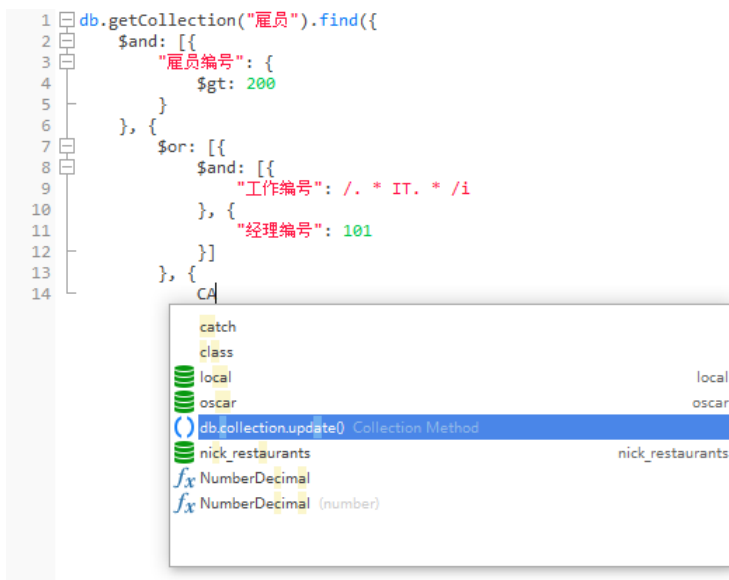 1 db.getCollection("雇员").find({
2 $and: [{
3 "雇员编号": {
4 $gt: 200
5 }
6 }, {
7 $or: [{
8 $and: [{
9 "工作编号": /. * IT. * /i
10 }, {
11 "经理编号": 101
12 }]
13 }, {
14 CA
catch
class
local local
oscar oscar
db.collection.update() Collection Method
nick_restaurants nick_restaurants
fx NumberDecimal
fx NumberDecimal (number)